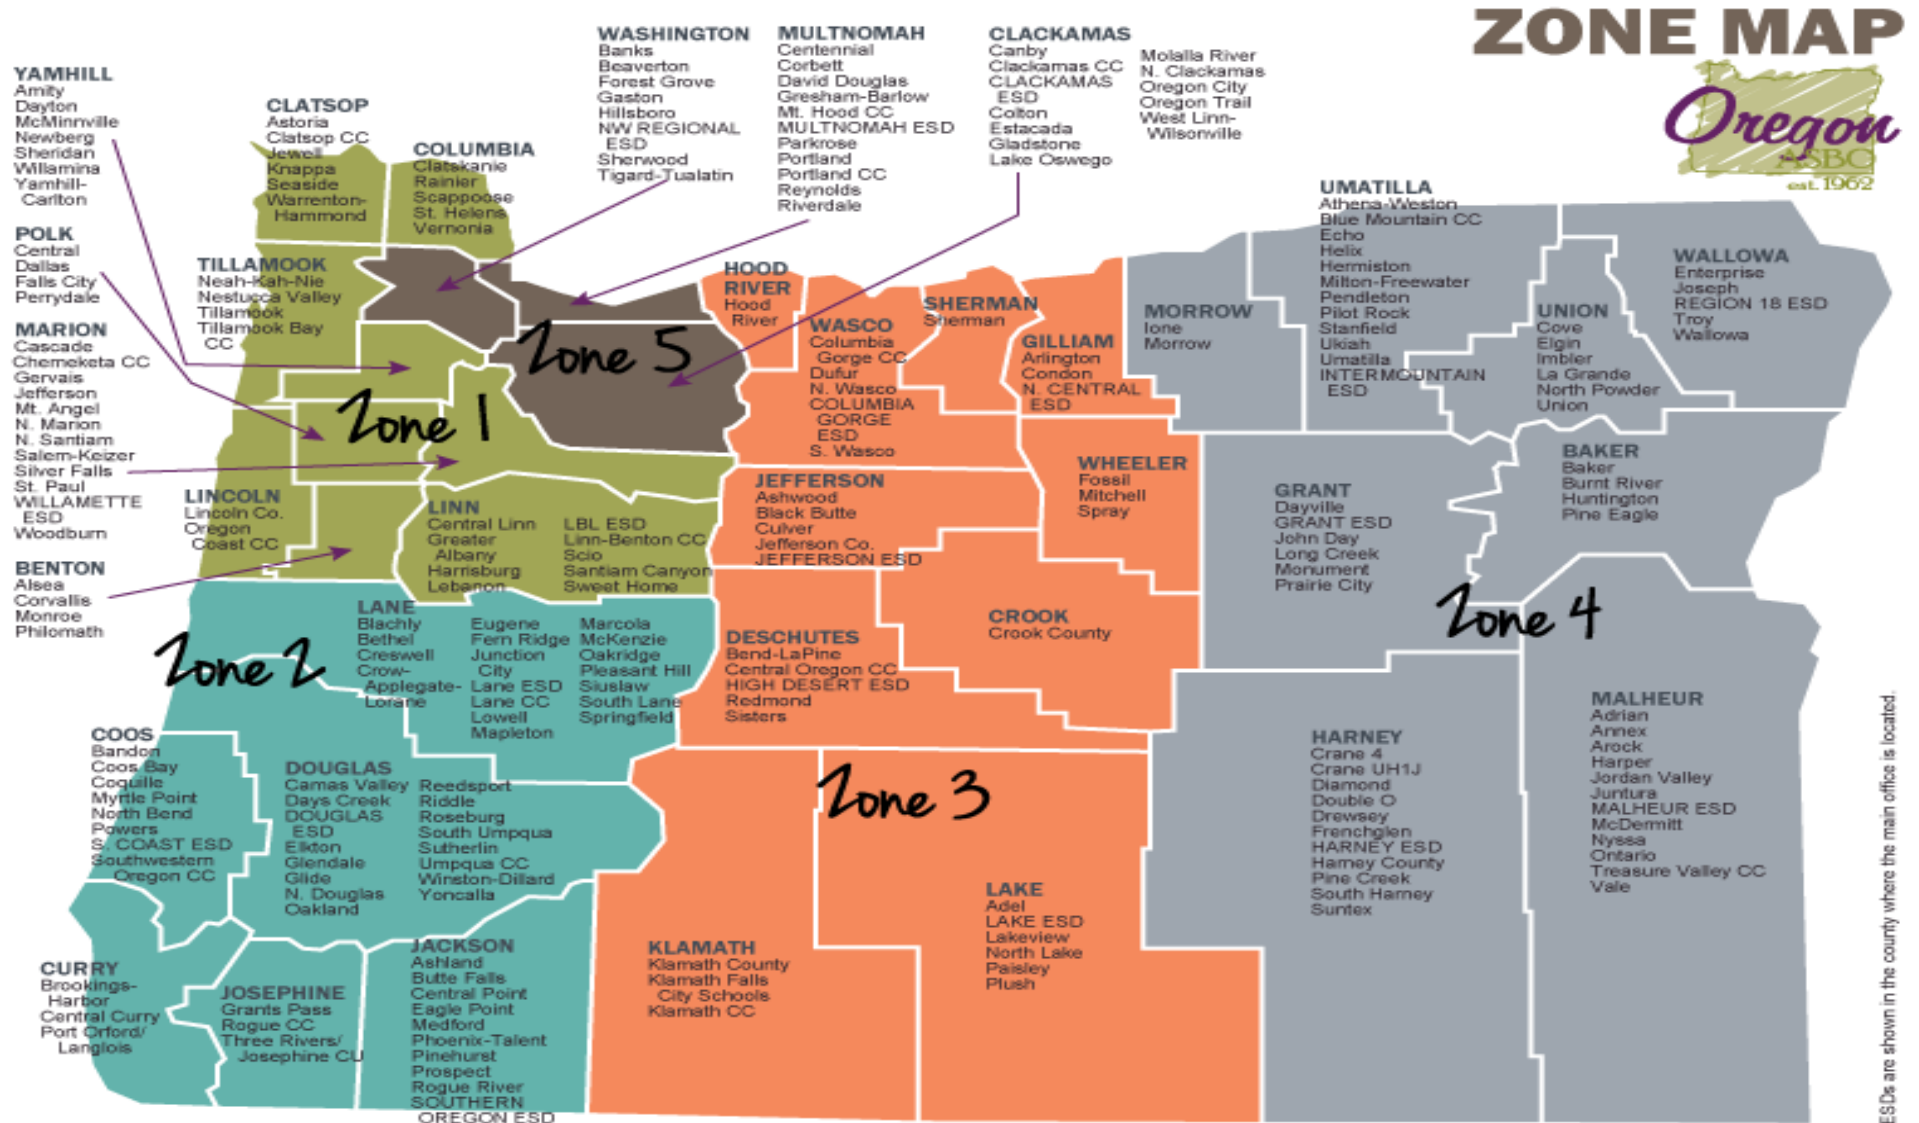 ZONE MAP
Oregon
ASBO
est. 1962
YAMHILL
Amity
Dayton
McMinnville
Newberg
Sheridan
Willamina
Yamhill-
Carlton
POLK
Central
Dallas
Falls City
Perrydale
MARION
Cascade
Chemeketa CC
Gervais
Jefferson
Mt. Angel
N. Marion
N. Santiam
Salem-Keizer
Silver Falls
St. Paul
WILLAMETTE
ESD
Woodburn
BENTON
Alsea
Corvallis
Monroe
Philomath
CLATSOP
Astoria
Clatsop CC
Jewell
Knappa
Seaside
Warrenton-
Hammond
COLUMBIA
Clatskanie
Rainier
Scappoose
St. Helens
Vernonia
TILLAMOOK
Neah-Kah-Nie
Nestucca Valley
Tillamook
Tillamook Bay
CC
WASHINGTON
Banks
Beaverton
Forest Grove
Gaston
Hillsboro
NW REGIONAL
ESD
Sherwood
Tigard-Tualatin
MULTNOMAH
Centennial
Corbett
David Douglas
Gresham-Barlow
Mt. Hood CC
MULTNOMAH ESD
Parkrose
Portland
Portland CC
Reynolds
Riverdale
CLACKAMAS
Canby
Clackamas CC
CLACKAMAS
ESD
Colton
Estacada
Gladstone
Lake Oswego
Molalla River
N. Clackamas
Oregon City
Oregon Trail
West Linn-
Wilsonville
Zone 5
Zone 1
LINCOLN
Lincoln Co.
Oregon
Coast CC
LINN
Central Linn
Greater
Albany
Harrisburg
Lebanon
LBL ESD
Linn-Benton CC
Scio
Santiam Canyon
Sweet Home
HOOD
RIVER
Hood
River
WASCO
Columbia
Gorge CC
Dufur
N. Wasco
COLUMBIA
GORGE
ESD
S. Wasco
SHERMAN
Sherman
GILLIAM
Arlington
Condon
N. CENTRAL
ESD
MORROW
Ione
Morrow
UMATILLA
Athena-Weston
Blue Mountain CC
Echo
Helix
Hermiston
Milton-Freewater
Pendleton
Pilot Rock
Stanfield
Ukiah
Umatilla
INTERMOUNTAIN
ESD
UNION
Cove
Elgin
Imbler
La Grande
North Powder
Union
WALLOWA
Enterprise
Joseph
REGION 18 ESD
Troy
Wallowa
JEFFERSON
Ashwood
Black Butte
Culver
Jefferson Co.
JEFFERSON ESD
WHEELER
Fossil
Mitchell
Spray
GRANT
Dayville
GRANT ESD
John Day
Long Creek
Monument
Prairie City
BAKER
Baker
Burnt River
Huntington
Pine Eagle
Zone 4
Zone 2
LANE
Blachly
Bethel
Creswell
Crow-
Applegate-
Lorane
Eugene
Fern Ridge
Junction
City
Lane ESD
Lane CC
Lowell
Mapleton
Marcola
McKenzie
Oakridge
Pleasant Hill
Siuslaw
South Lane
Springfield
DESCHUTES
Bend-LaPine
Central Oregon CC
HIGH DESERT ESD
Redmond
Sisters
CROOK
Crook County
COOS
Bandon
Coos Bay
Coquille
Myrtle Point
North Bend
Powers
S. COAST ESD
Southwestern
Oregon CC
DOUGLAS
Camas Valley
Days Creek
DOUGLAS
ESD
Elkton
Glendale
Glide
N. Douglas
Oakland
Reedsport
Riddle
Roseburg
South Umpqua
Sutherlin
Umpqua CC
Winston-Dillard
Yoncalla
Zone 3
HARNEY
Crane 4
Crane UH1J
Diamond
Double O
Drewsey
Frenchglen
HARNEY ESD
Harney County
Pine Creek
South Harney
Suntex
MALHEUR
Adrian
Annex
Arock
Harper
Jordan Valley
Juntura
MALHEUR ESD
McDermitt
Nyssa
Ontario
Treasure Valley CC
Vale
CURRY
Brookings-
Harbor
Central Curry
Port Orford/
Langlois
JOSEPHINE
Grants Pass
Rogue CC
Three Rivers/
Josephine CU
JACKSON
Ashland
Butte Falls
Central Point
Eagle Point
Medford
Phoenix-Talent
Pinehurst
Prospect
Rogue River
SOUTHERN
OREGON ESD
KLAMATH
Klamath County
Klamath Falls
City Schools
Klamath CC
LAKE
Adel
LAKE ESD
Lakeview
North Lake
Paisley
Plush
ESDs are shown in the county where the main office is located.